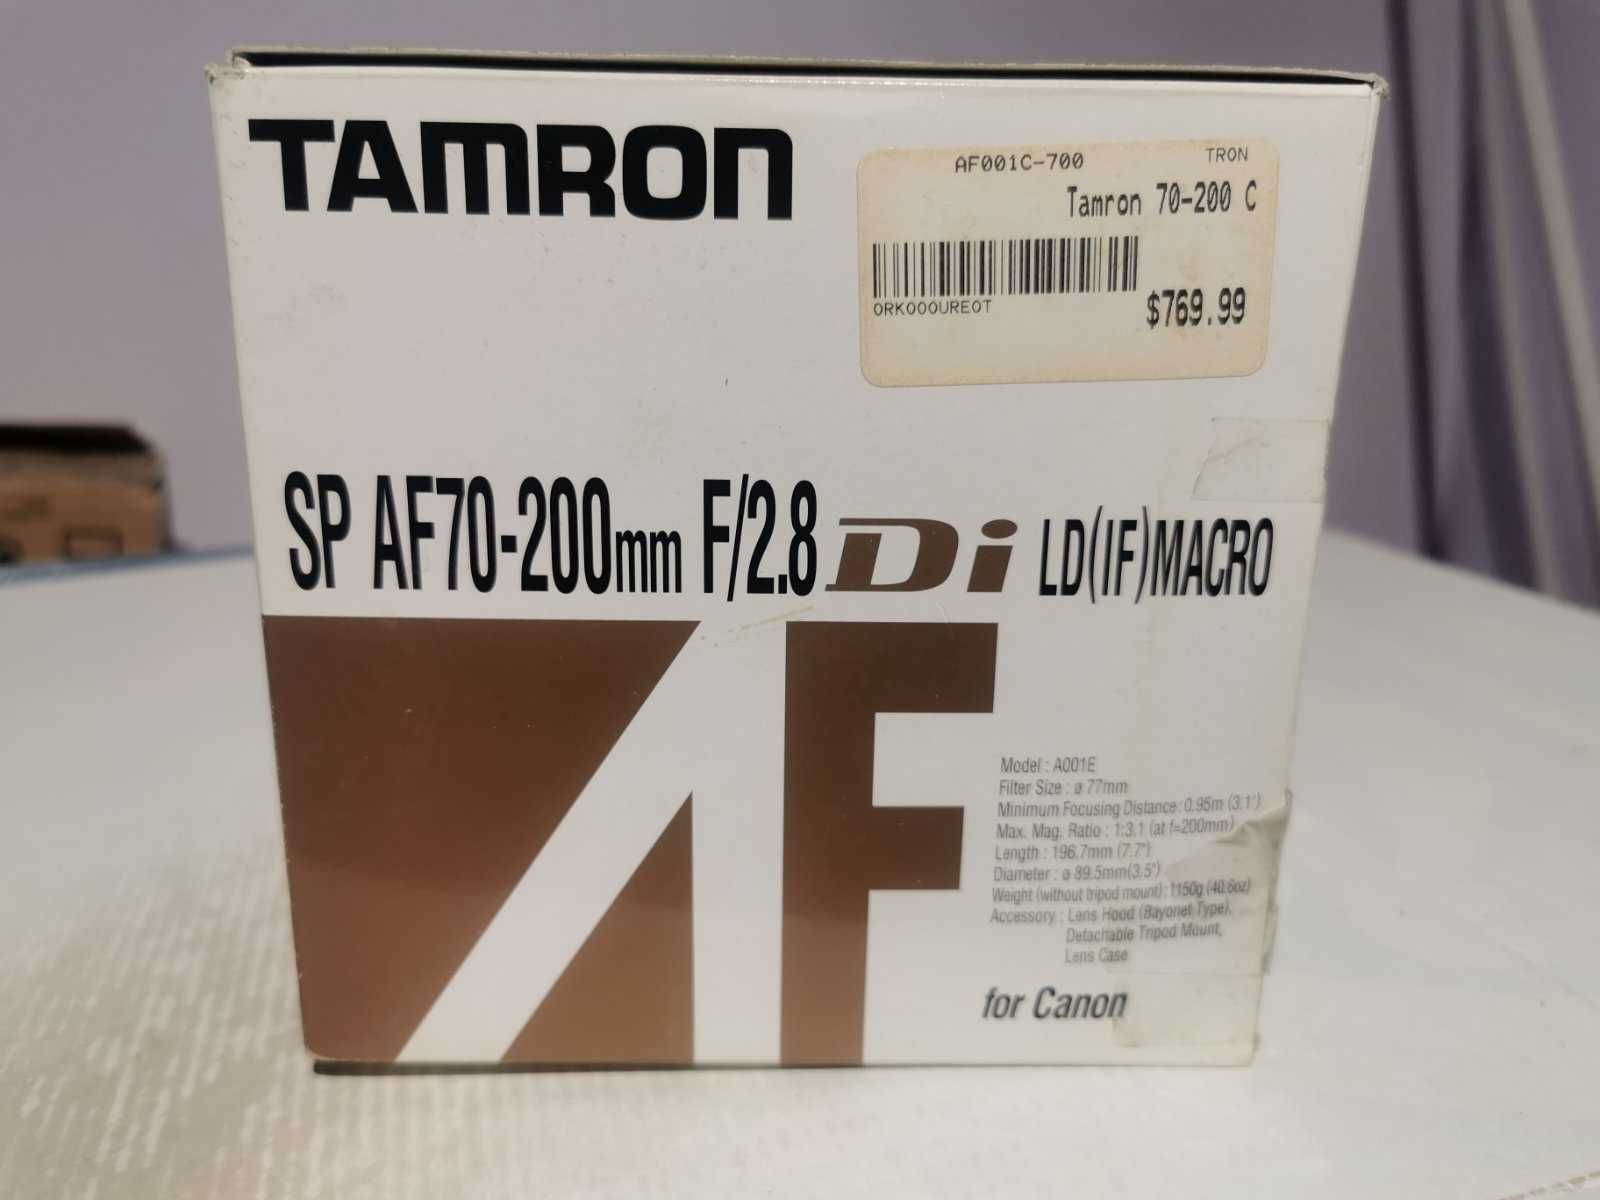 TAMRON
AF001C-700 TRON
Tamron 70-200 C
ORK000UREOT
$769.99
SP AF70-200mm F/2.8 Di LD(IF)MACRO
AF
Model : A001E
Filter Size : ø 77mm
Minimum Focusing Distance: 0.95m (3.1')
Max. Mag. Ratio : 1:3.1 (at f=200mm)
Length : 196.7mm (7.7")
Diameter : ø 89.5mm(3.5")
Weight (without tripod mount): 1150g (40.6oz)
Accessory : Lens Hood (Bayonet Type),
Detachable Tripod Mount,
Lens Case
for Canon